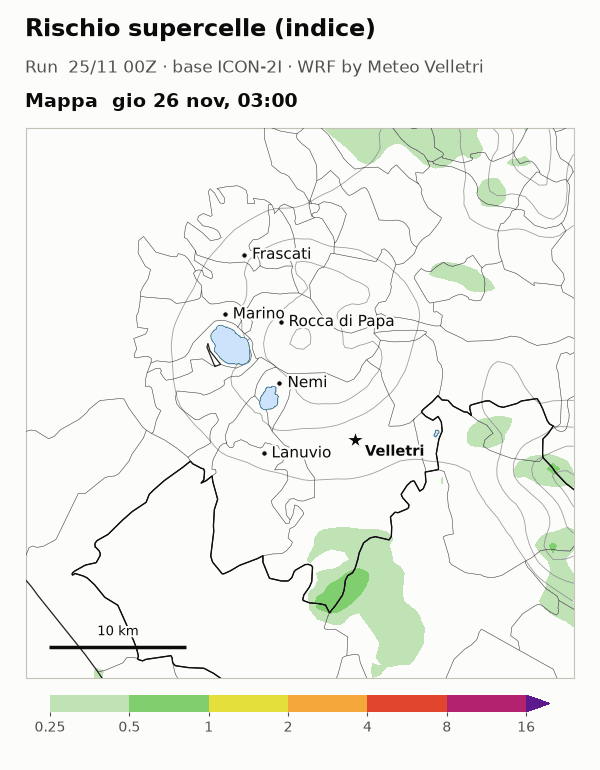 Rischio supercelle (indice)
Run  25/11 00Z · base ICON-2I · WRF by Meteo Velletri
Mappa  gio 26 nov, 03:00
Frascati
Marino
Rocca di Papa
Nemi
Velletri
Lanuvio
10 km
0.25 0.5 1 2 4 8 16